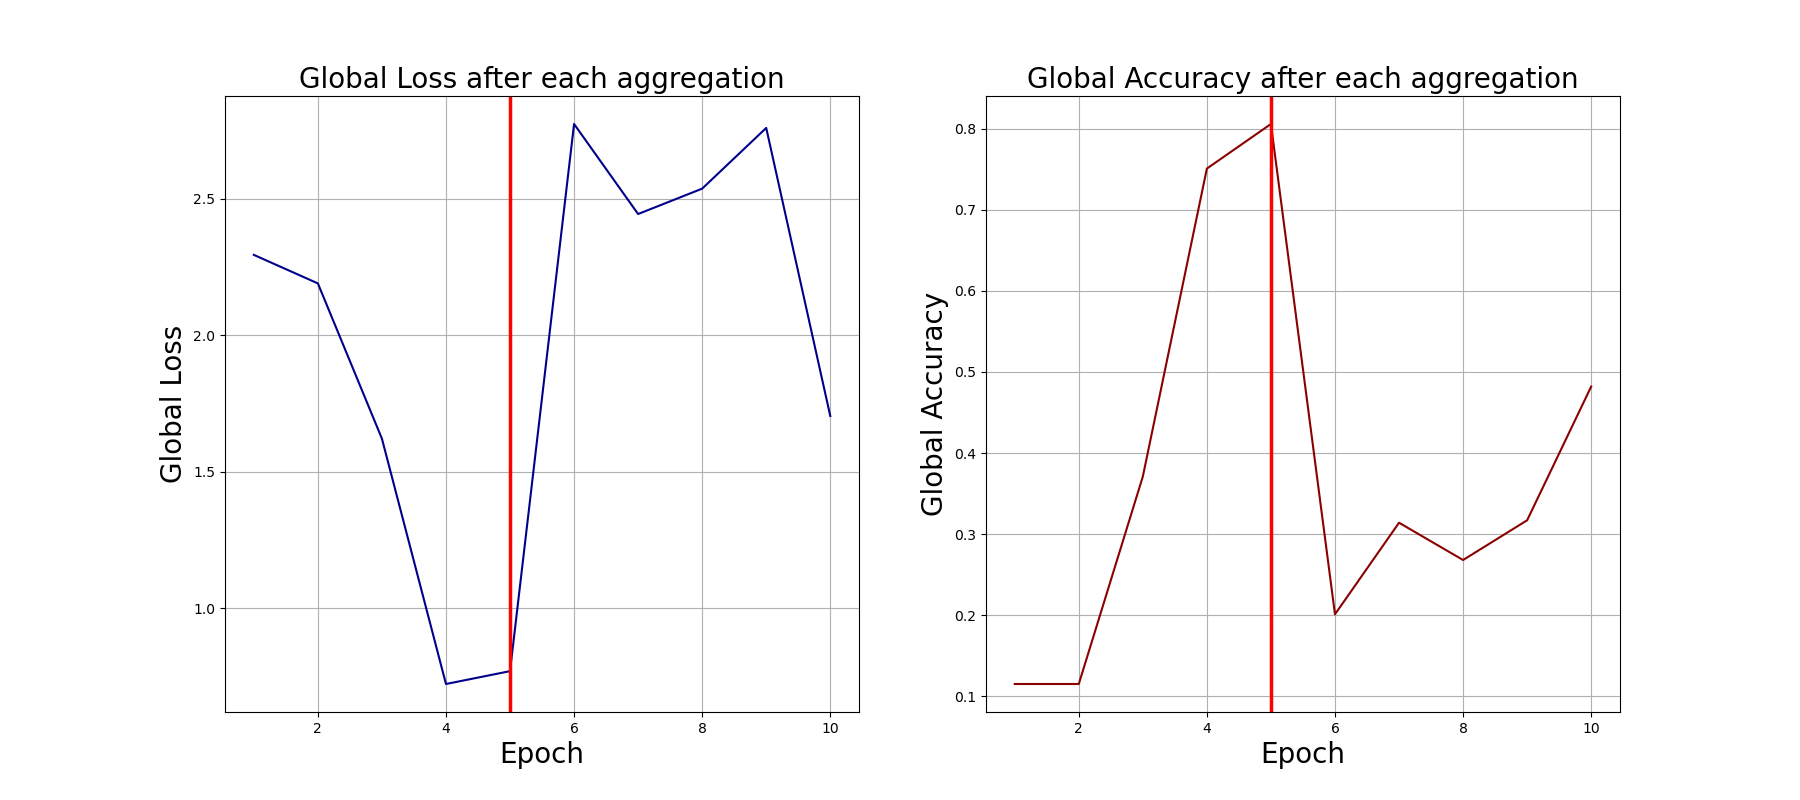 Global Loss after each aggregation
Global Loss
2.5
2.0
1.5
1.0
2 4 6 8 10
Epoch
Global Accuracy after each aggregation
Global Accuracy
0.8
0.7
0.6
0.5
0.4
0.3
0.2
0.1
2 4 6 8 10
Epoch